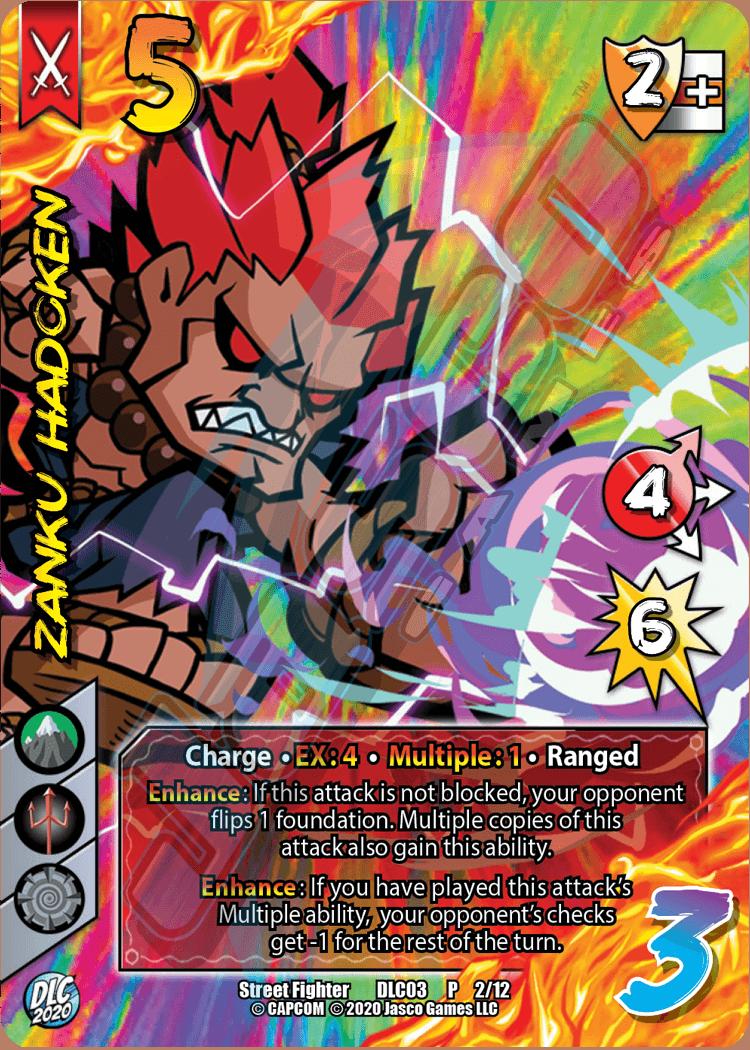 5
2 +
™
ZANKU HADOKEN
4
6
Charge • EX: 4 • Multiple: 1 • Ranged
Enhance: If this attack is not blocked, your opponent
flips 1 foundation. Multiple copies of this
attack also gain this ability.
Enhance: If you have played this attack's
Multiple ability, your opponent's checks
get -1 for the rest of the turn.
3
DLC
2020
Street Fighter DLC03 P 2/12
© CAPCOM © 2020 Jasco Games LLC